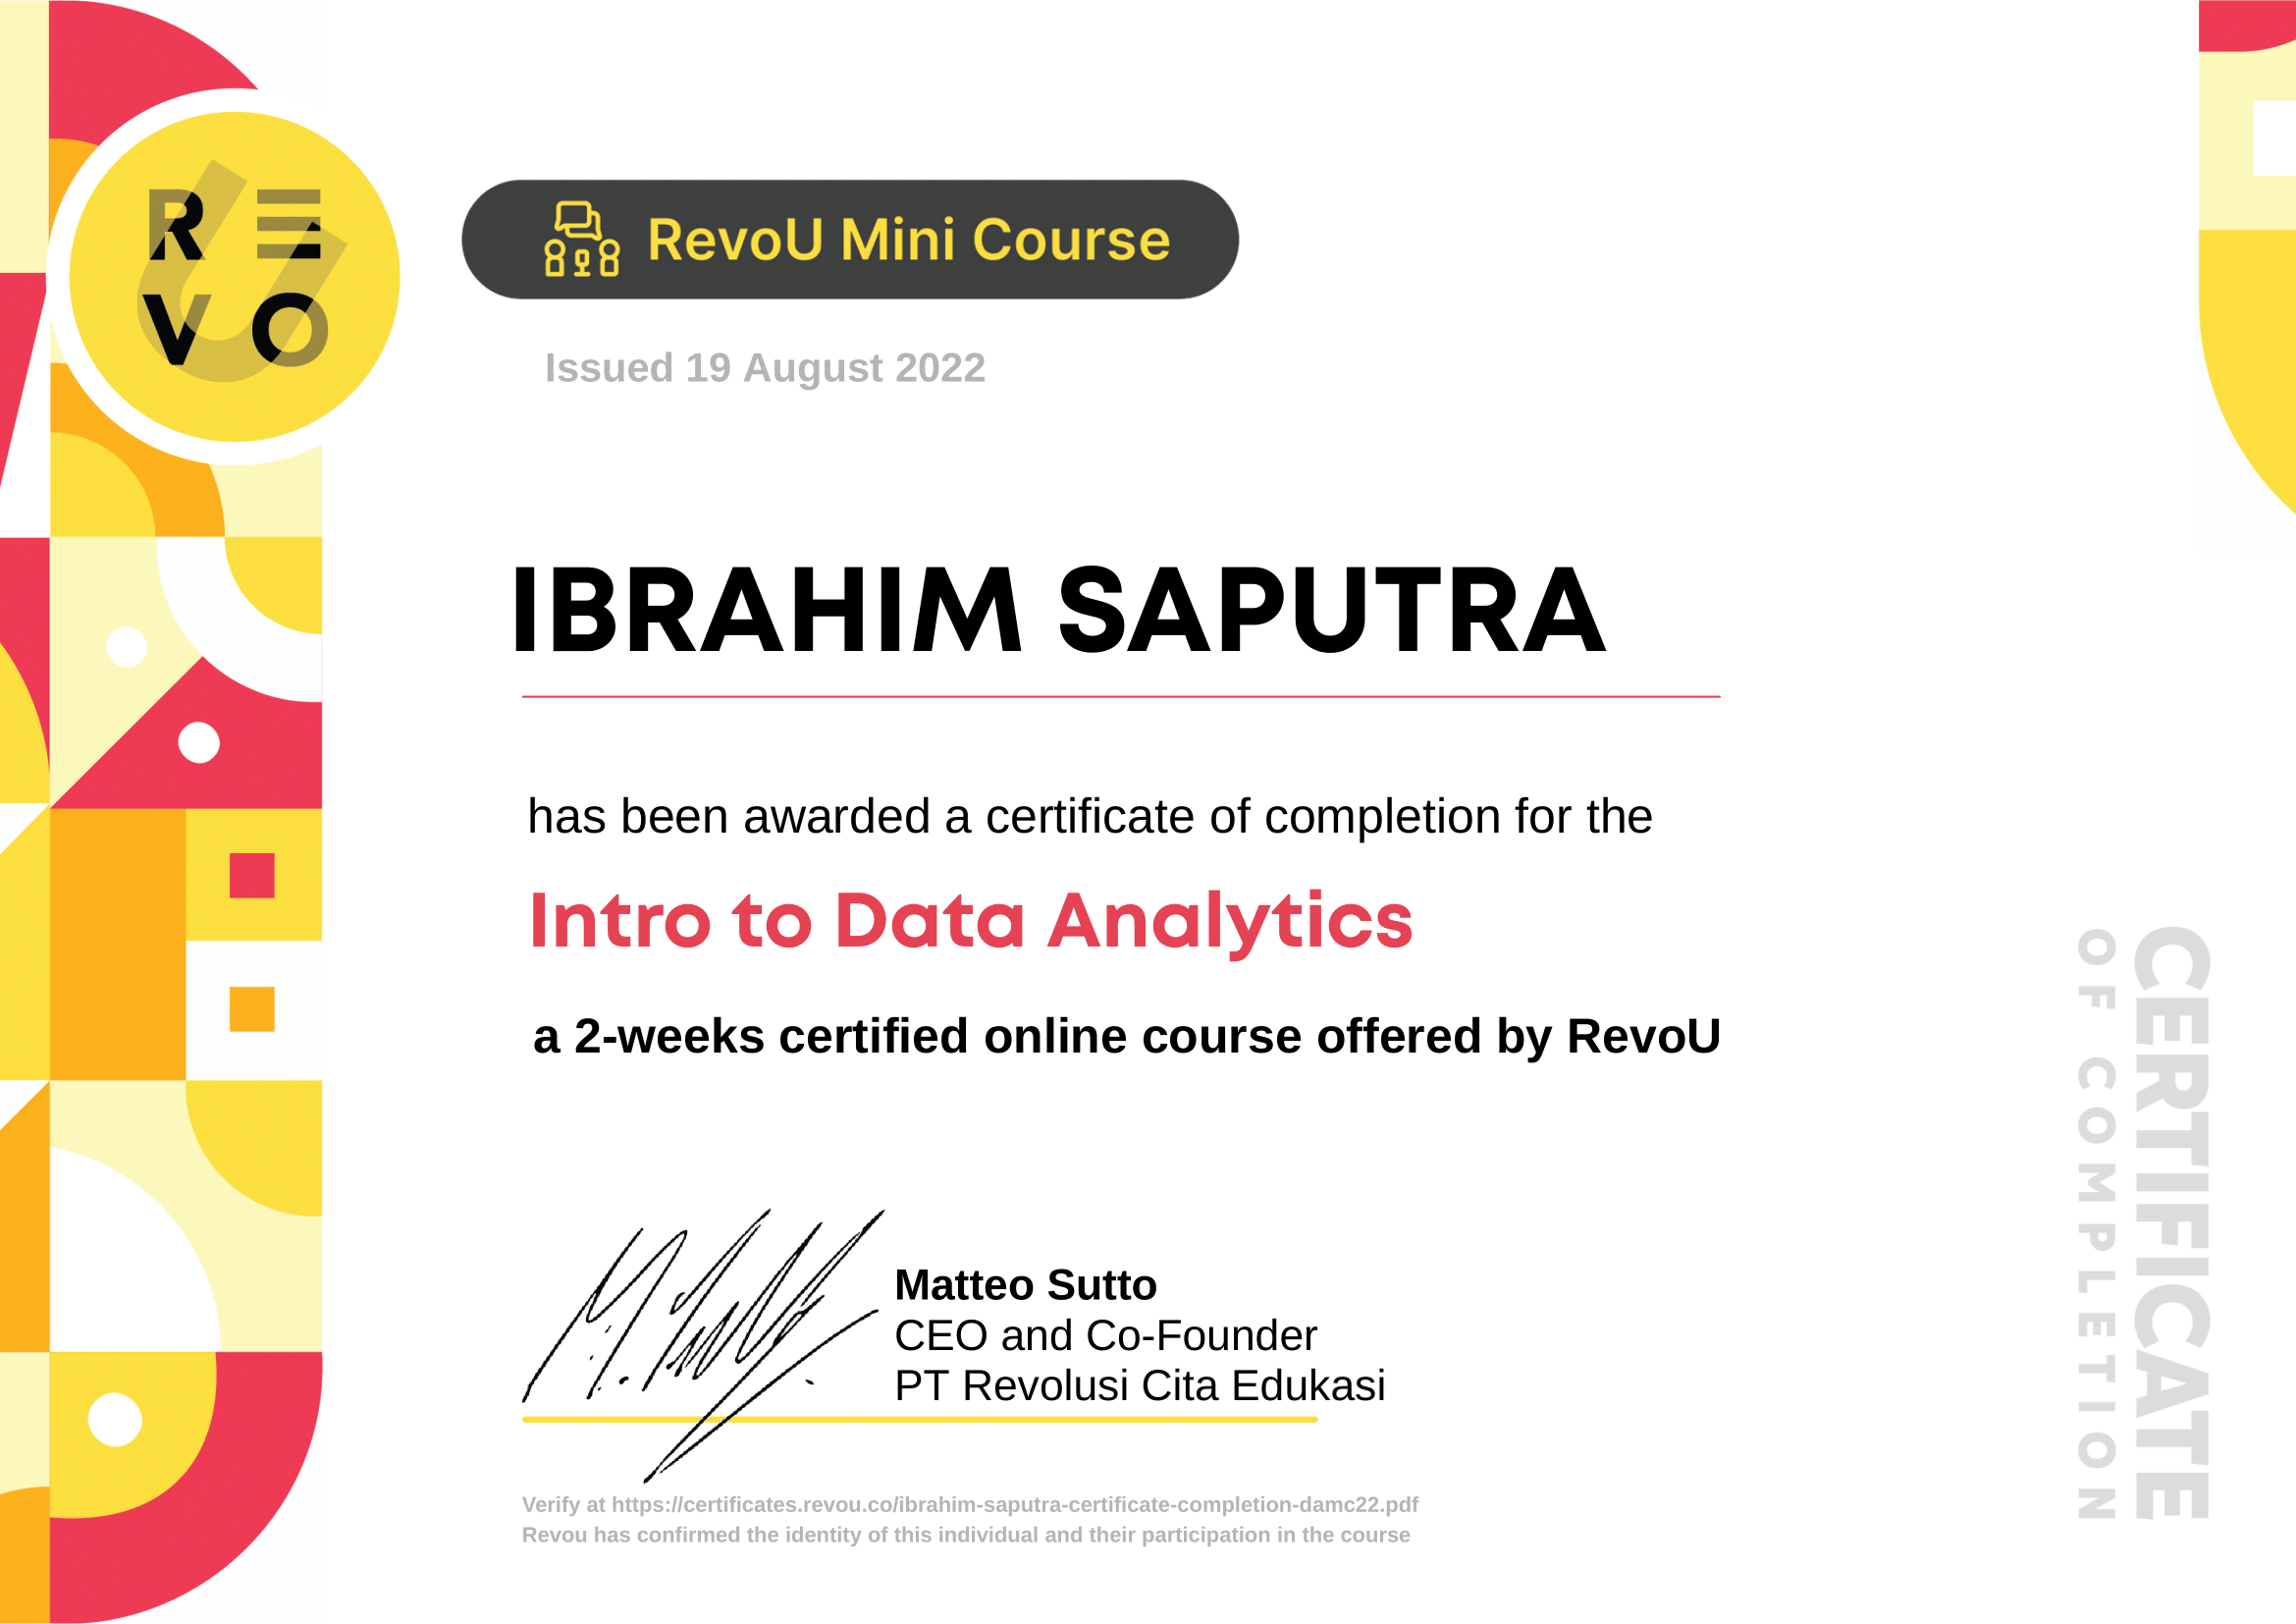 RE
VO
RevoU Mini Course
Issued 19 August 2022
IBRAHIM SAPUTRA
has been awarded a certificate of completion for the
Intro to Data Analytics
a 2-weeks certified online course offered by RevoU
Matteo Sutto
CEO and Co-Founder
PT Revolusi Cita Edukasi
Verify at https://certificates.revou.co/ibrahim-saputra-certificate-completion-damc22.pdf
Revou has confirmed the identity of this individual and their participation in the course
CERTIFICATE
OF COMPLETION